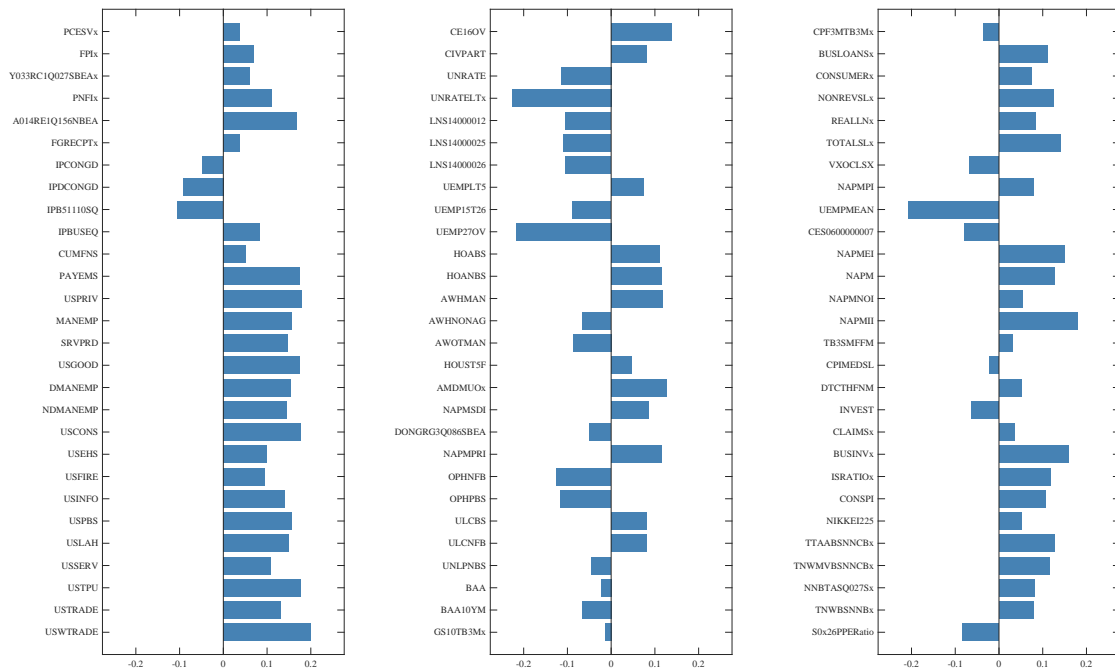 PCESVx
FPIx
Y033RC1Q027SBEAx
PNFIx
A014RE1Q156NBEA
FGRECPTx
IPCONGD
IPDCONGD
IPB51110SQ
IPBUSEQ
CUMFNS
PAYEMS
USPRIV
MANEMP
SRVPRD
USGOOD
DMANEMP
NDMANEMP
USCONS
USEHS
USFIRE
USINFO
USPBS
USLAH
USSERV
USTPU
USTRADE
USWTRADE
-0.2 -0.1 0 0.1 0.2
CE16OV
CIVPART
UNRATE
UNRATELTx
LNS14000012
LNS14000025
LNS14000026
UEMPLT5
UEMP15T26
UEMP27OV
HOABS
HOANBS
AWHMAN
AWHNONAG
AWOTMAN
HOUST5F
AMDMUOx
NAPMSDI
DONGRG3Q086SBEA
NAPMPRI
OPHNFB
OPHPBS
ULCBS
ULCNFB
UNLPNBS
BAA
BAA10YM
GS10TB3Mx
-0.2 -0.1 0 0.1 0.2
CPF3MTB3Mx
BUSLOANSx
CONSUMERx
NONREVSLx
REALLNx
TOTALSLx
VXOCLSX
NAPMPI
UEMPMEAN
CES0600000007
NAPMEI
NAPM
NAPMNOI
NAPMII
TB3SMFFM
CPIMEDSL
DTCTHFNM
INVEST
CLAIMSx
BUSINVx
ISRATIOx
CONSPI
NIKKEI225
TTAABSNNCBx
TNWMVBSNNCBx
NNBTASQ027Sx
TNWBSNNBx
S0x26PPERatio
-0.2 -0.1 0 0.1 0.2